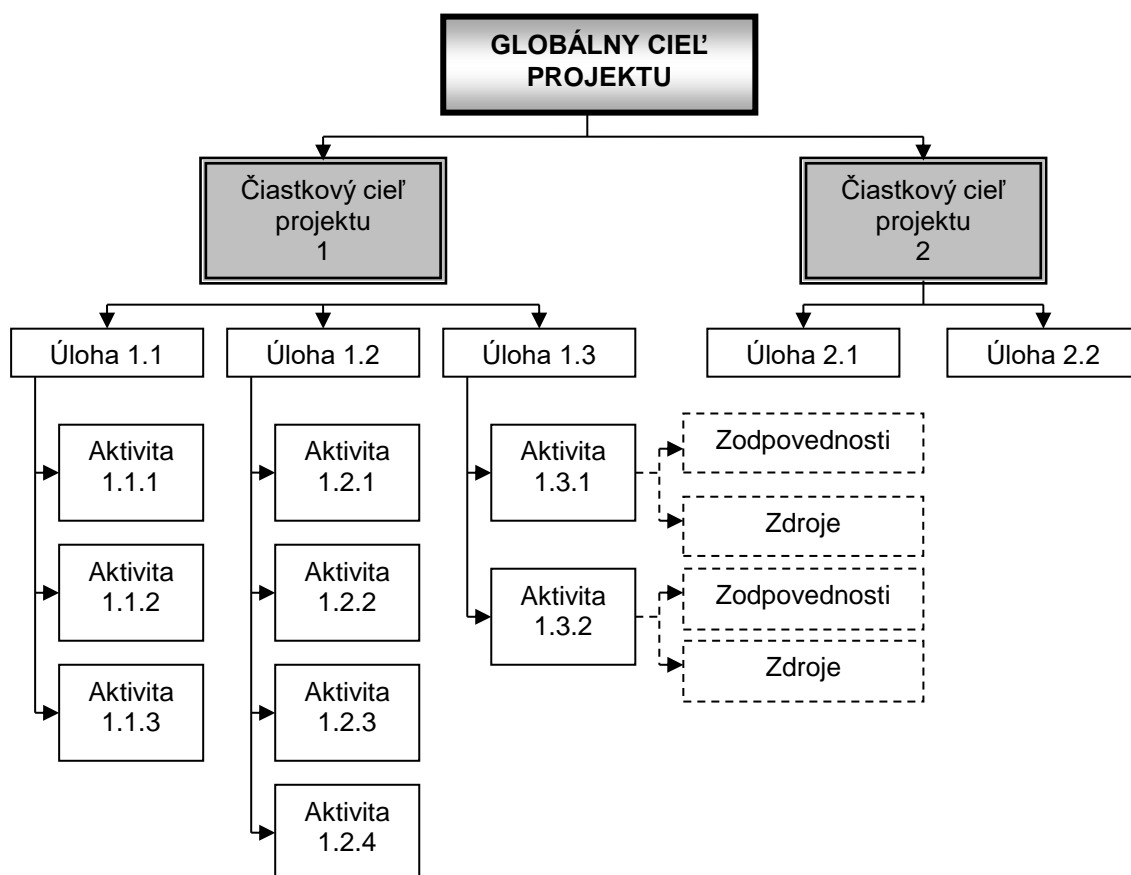 GLOBÁLNY CIEĽ
PROJEKTU
Čiastkový cieľ
projektu
1
Čiastkový cieľ
projektu
2
Úloha 1.1
Úloha 1.2
Úloha 1.3
Úloha 2.1
Úloha 2.2
Aktivita
1.1.1
Aktivita
1.2.1
Aktivita
1.3.1
Zodpovednosti
Zdroje
Aktivita
1.1.2
Aktivita
1.2.2
Aktivita
1.3.2
Zodpovednosti
Zdroje
Aktivita
1.1.3
Aktivita
1.2.3
Aktivita
1.2.4